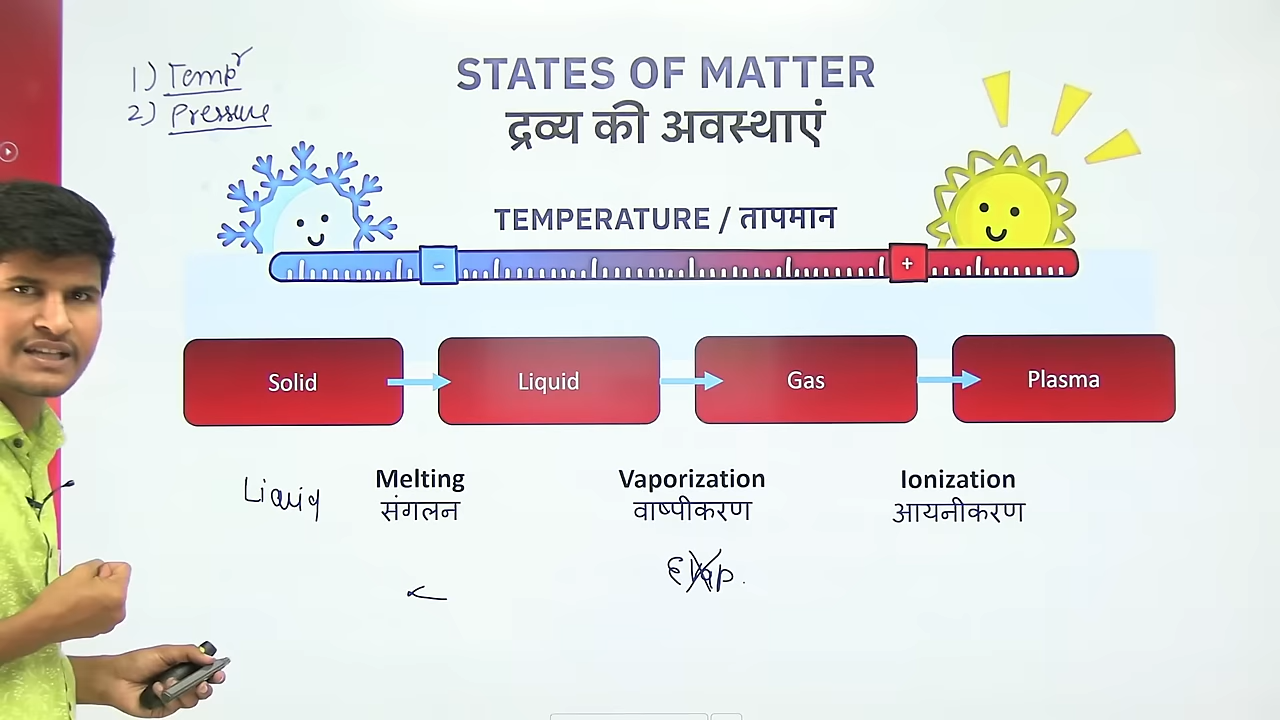 1) Tempʳ
2) Pressure
STATES OF MATTER
द्रव्य की अवस्थाएं
TEMPERATURE / तापमान
- +
Solid Liquid Gas Plasma
Liquid Melting Vaporization Ionization
संगलन वाष्पीकरण आयनीकरण